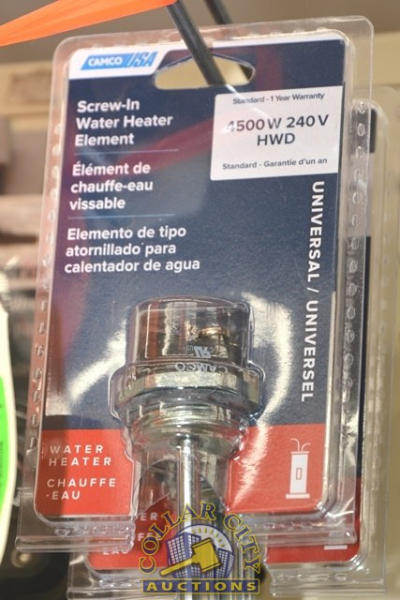 CAMCO USA
Screw-In
Water Heater
Element
Élément de
chauffe-eau
vissable
Elemento de tipo
atornillado para
calentador de agua
Standard - 1 Year Warranty
4500W 240V
HWD
Standard - Garantie d'un an
UNIVERSAL / UNIVERSEL
CAMCO
WATER
HEATER
CHAUFFE
-EAU
COLLAR CITY
AUCTIONS